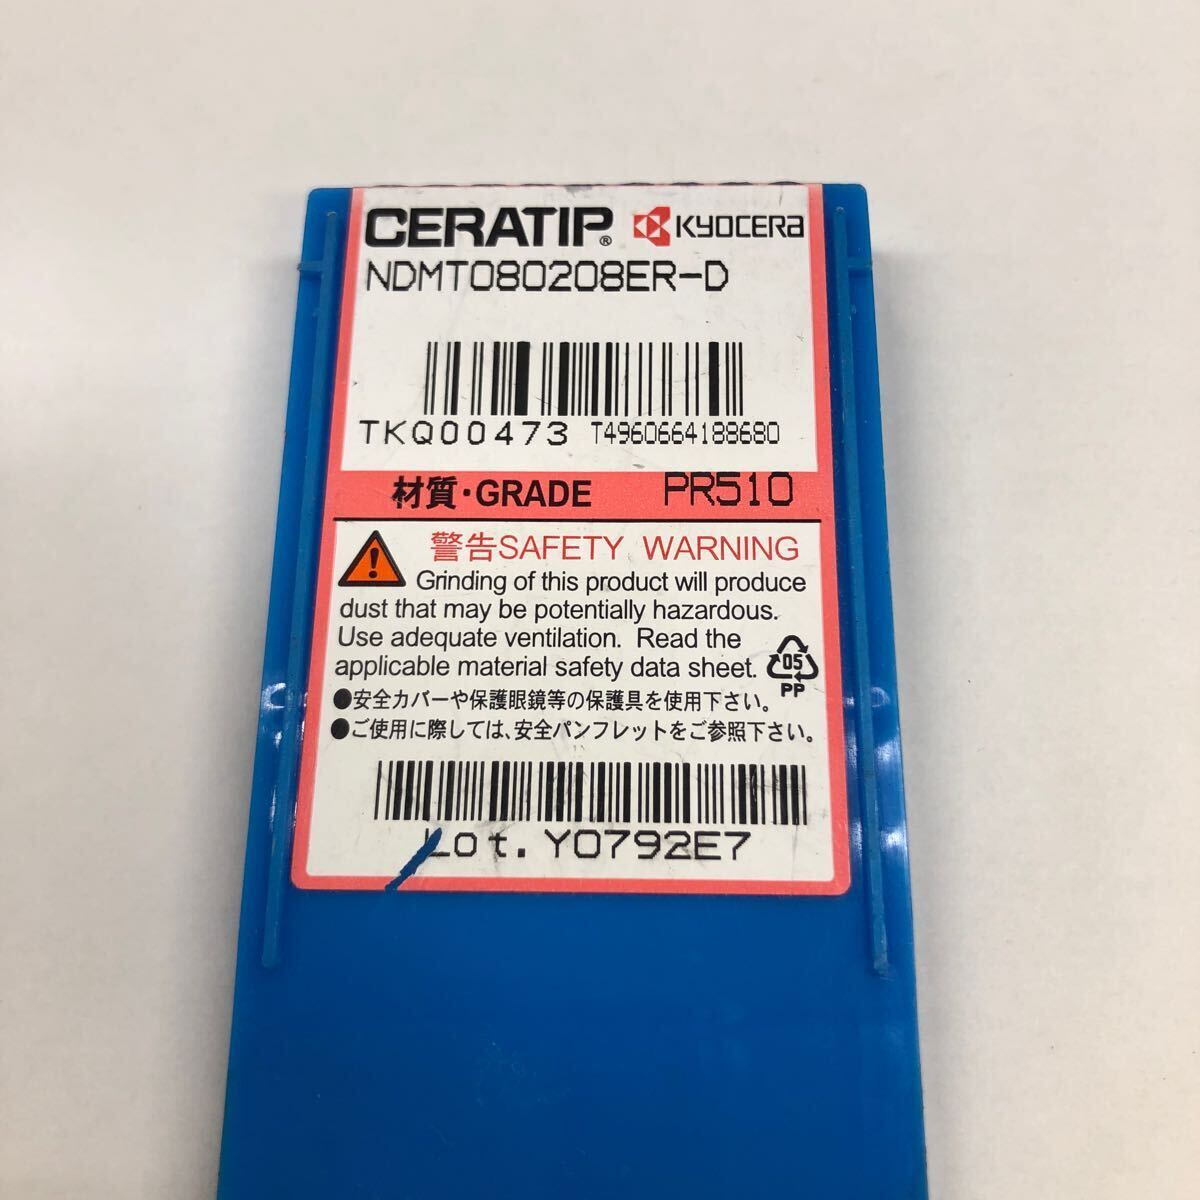 CERATIP® KYOCERA
NDMT080208ER-D
TKQ00473 T4960664188680
材質・GRADE PR510
警告SAFETY WARNING
Grinding of this product will produce
dust that may be potentially hazardous.
Use adequate ventilation. Read the
applicable material safety data sheet.
05
PP
●安全カバーや保護眼鏡等の保護具を使用下さい。
●ご使用に際しては、安全パンフレットをご参照下さい。
Lot. Y0792E7